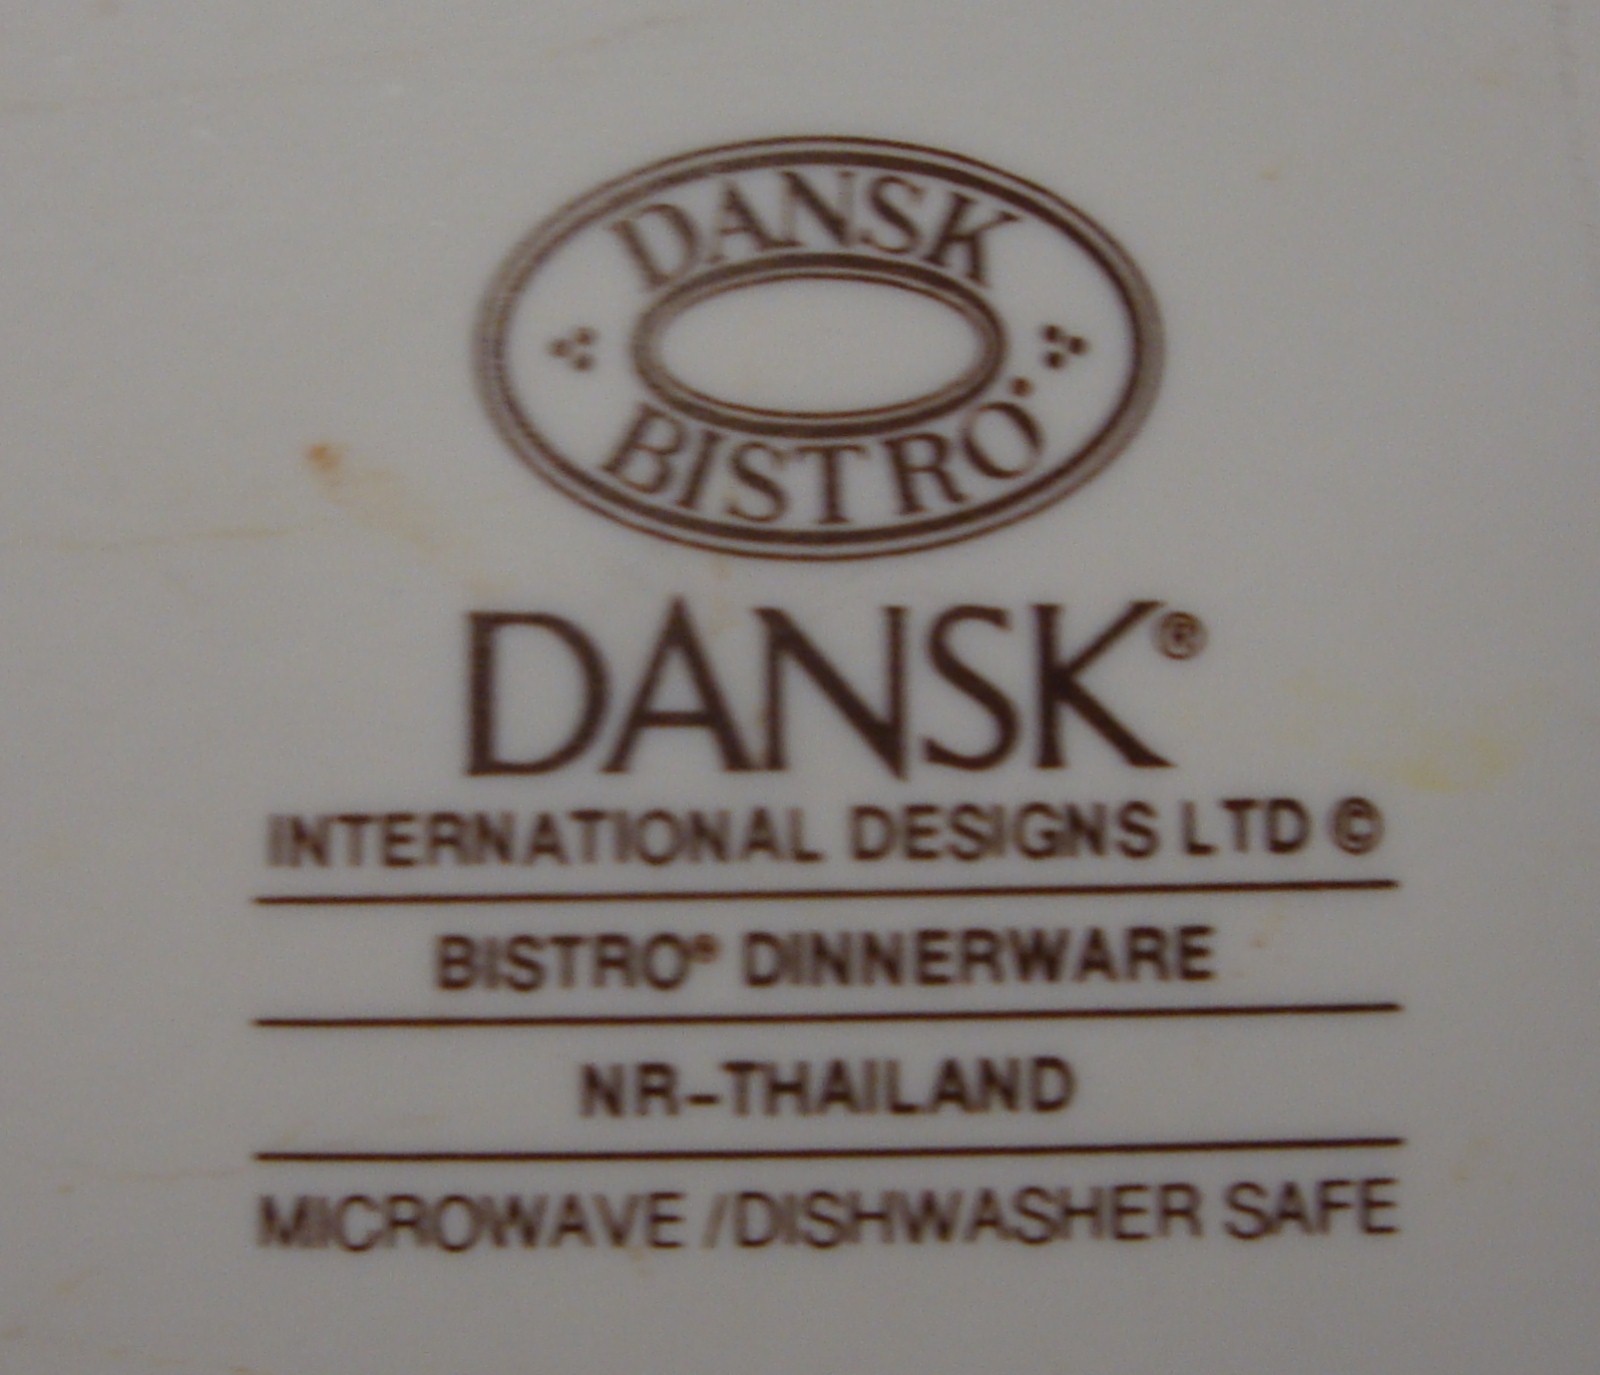 DANSK
BISTRO
DANSK®
INTERNATIONAL DESIGNS LTD ©
BISTRO® DINNERWARE
NR-THAILAND
MICROWAVE /DISHWASHER SAFE